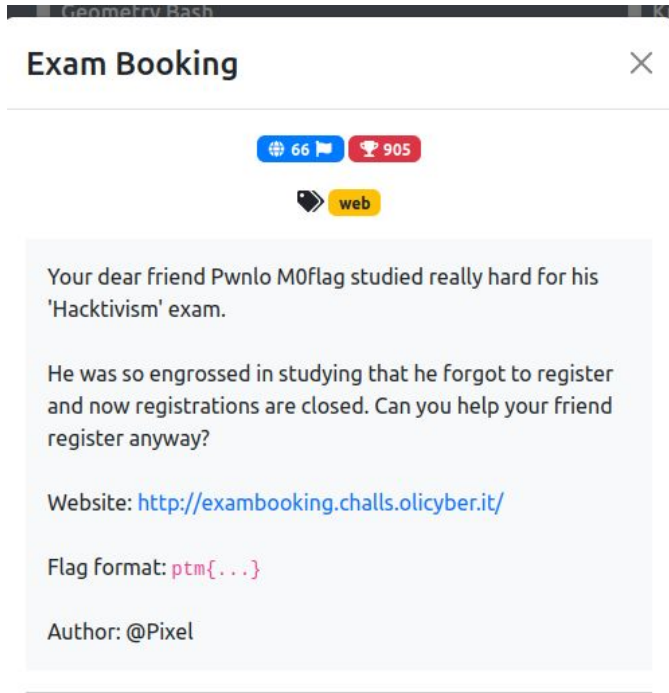 Geometry Bash
Exam Booking
66 905
web
Your dear friend Pwnlo M0flag studied really hard for his
'Hacktivism' exam.
He was so engrossed in studying that he forgot to register
and now registrations are closed. Can you help your friend
register anyway?
Website: http://exambooking.challs.olicyber.it/
Flag format: ptm{...}
Author: @Pixel